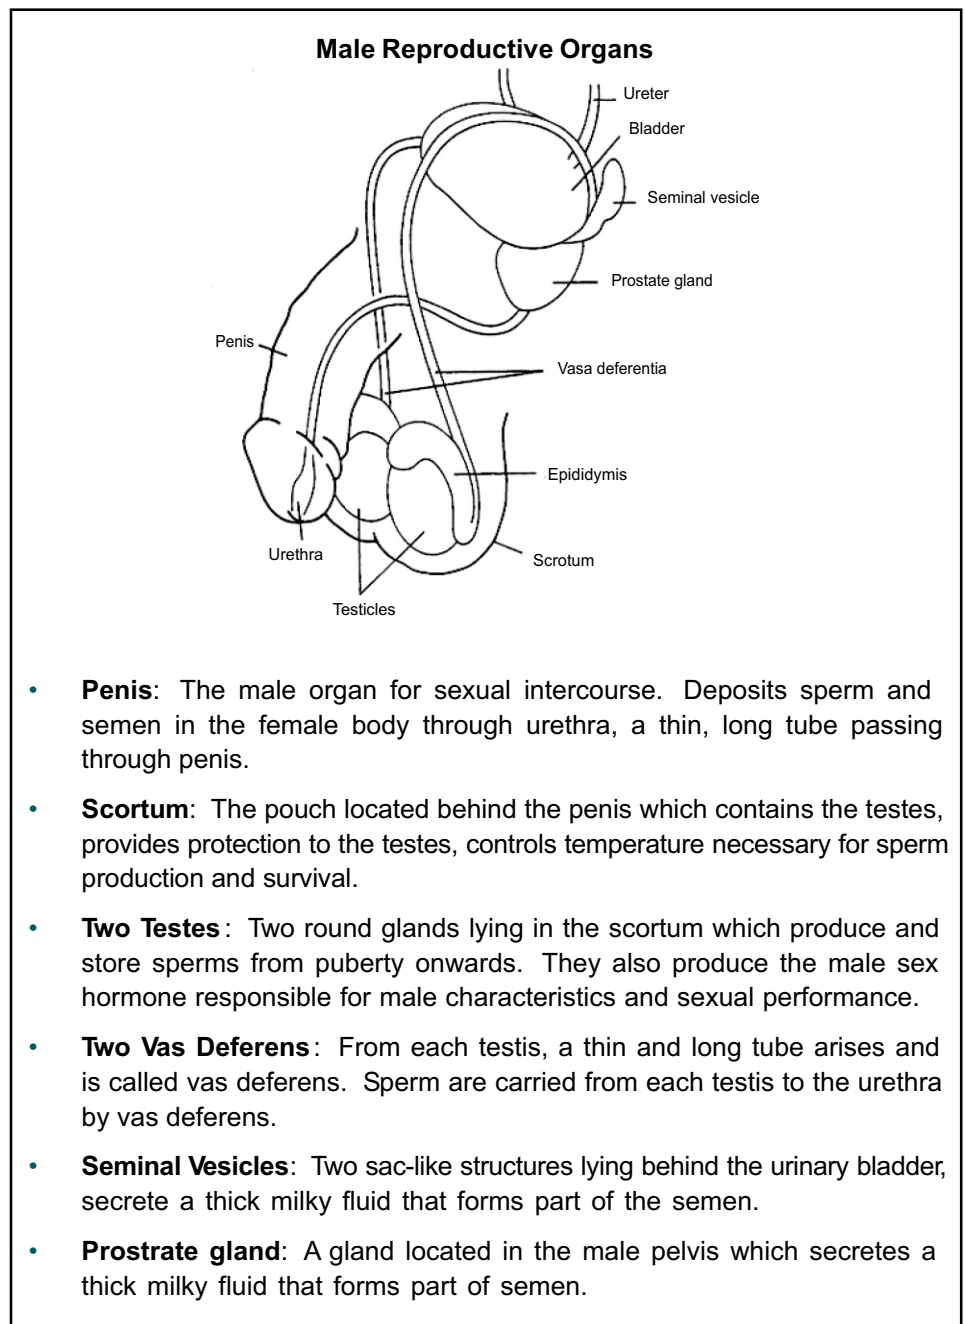 Male Reproductive Organs
Ureter
Bladder
Seminal vesicle
Prostate gland
Penis
Vasa deferentia
Epididymis
Urethra
Scrotum
Testicles
• Penis: The male organ for sexual intercourse. Deposits sperm and
semen in the female body through urethra, a thin, long tube passing
through penis.
• Scortum: The pouch located behind the penis which contains the testes,
provides protection to the testes, controls temperature necessary for sperm
production and survival.
• Two Testes: Two round glands lying in the scortum which produce and
store sperms from puberty onwards. They also produce the male sex
hormone responsible for male characteristics and sexual performance.
• Two Vas Deferens: From each testis, a thin and long tube arises and
is called vas deferens. Sperm are carried from each testis to the urethra
by vas deferens.
• Seminal Vesicles: Two sac-like structures lying behind the urinary bladder,
secrete a thick milky fluid that forms part of the semen.
• Prostrate gland: A gland located in the male pelvis which secretes a
thick milky fluid that forms part of semen.